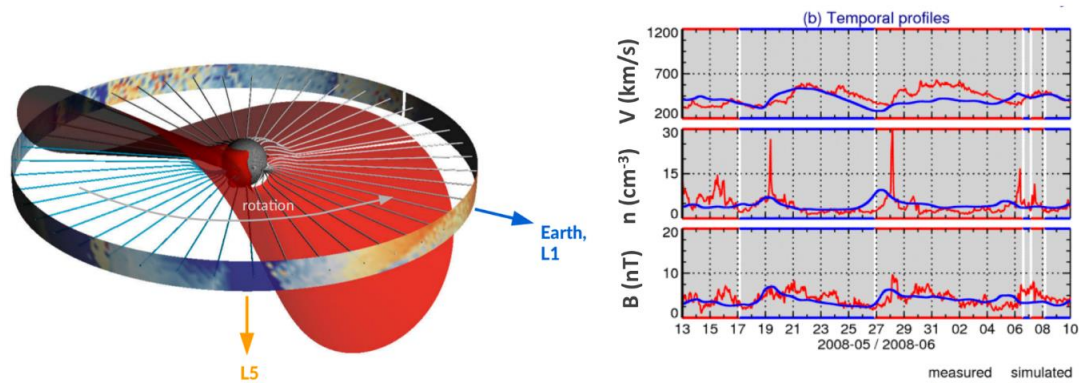 rotation
Earth,
L1
L5
(b) Temporal profiles
V (km/s)
1200
700
200
n (cm⁻³)
30
15
0
B (nT)
20
10
0
13 15 17 19 21 23 25 27 29 31 02 04 06 08 10
2008-05 / 2008-06
measured simulated